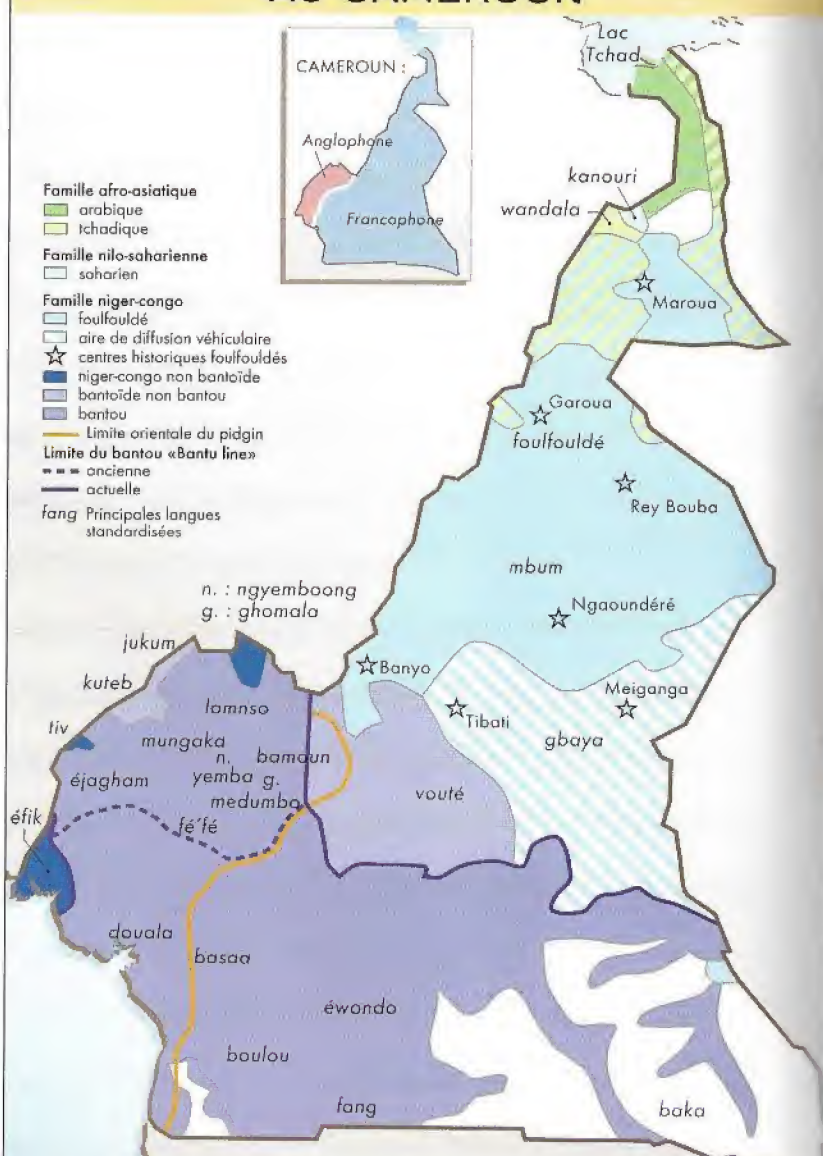 AU CAMEROUN
CAMEROUN :
Anglophone
Francophone
Lac
Tchad
Famille afro-asiatique
arabique
tchadique
Famille nilo-saharienne
saharien
Famille niger-congo
foulfouldé
aire de diffusion véhiculaire
centres historiques foulfouldés
niger-congo non bantoïde
bantoïde non bantou
bantou
Limite orientale du pidgin
Limite du bantou «Bantu line»
ancienne
actuelle
fang Principales langues
standardisées
kanouri
wandala
Maroua
Garoua
foulfouldé
Rey Bouba
mbum
n. : ngyemboong
g. : ghomala
Ngaoundéré
jukum
Banyo
kuteb
Meiganga
lamnso
Tibati
tiv
mungaka
gbaya
n.
bamoun
éjagham
yemba g.
vouté
medumba
éfik
fé'fé
douala
basaa
éwondo
boulou
fang
baka